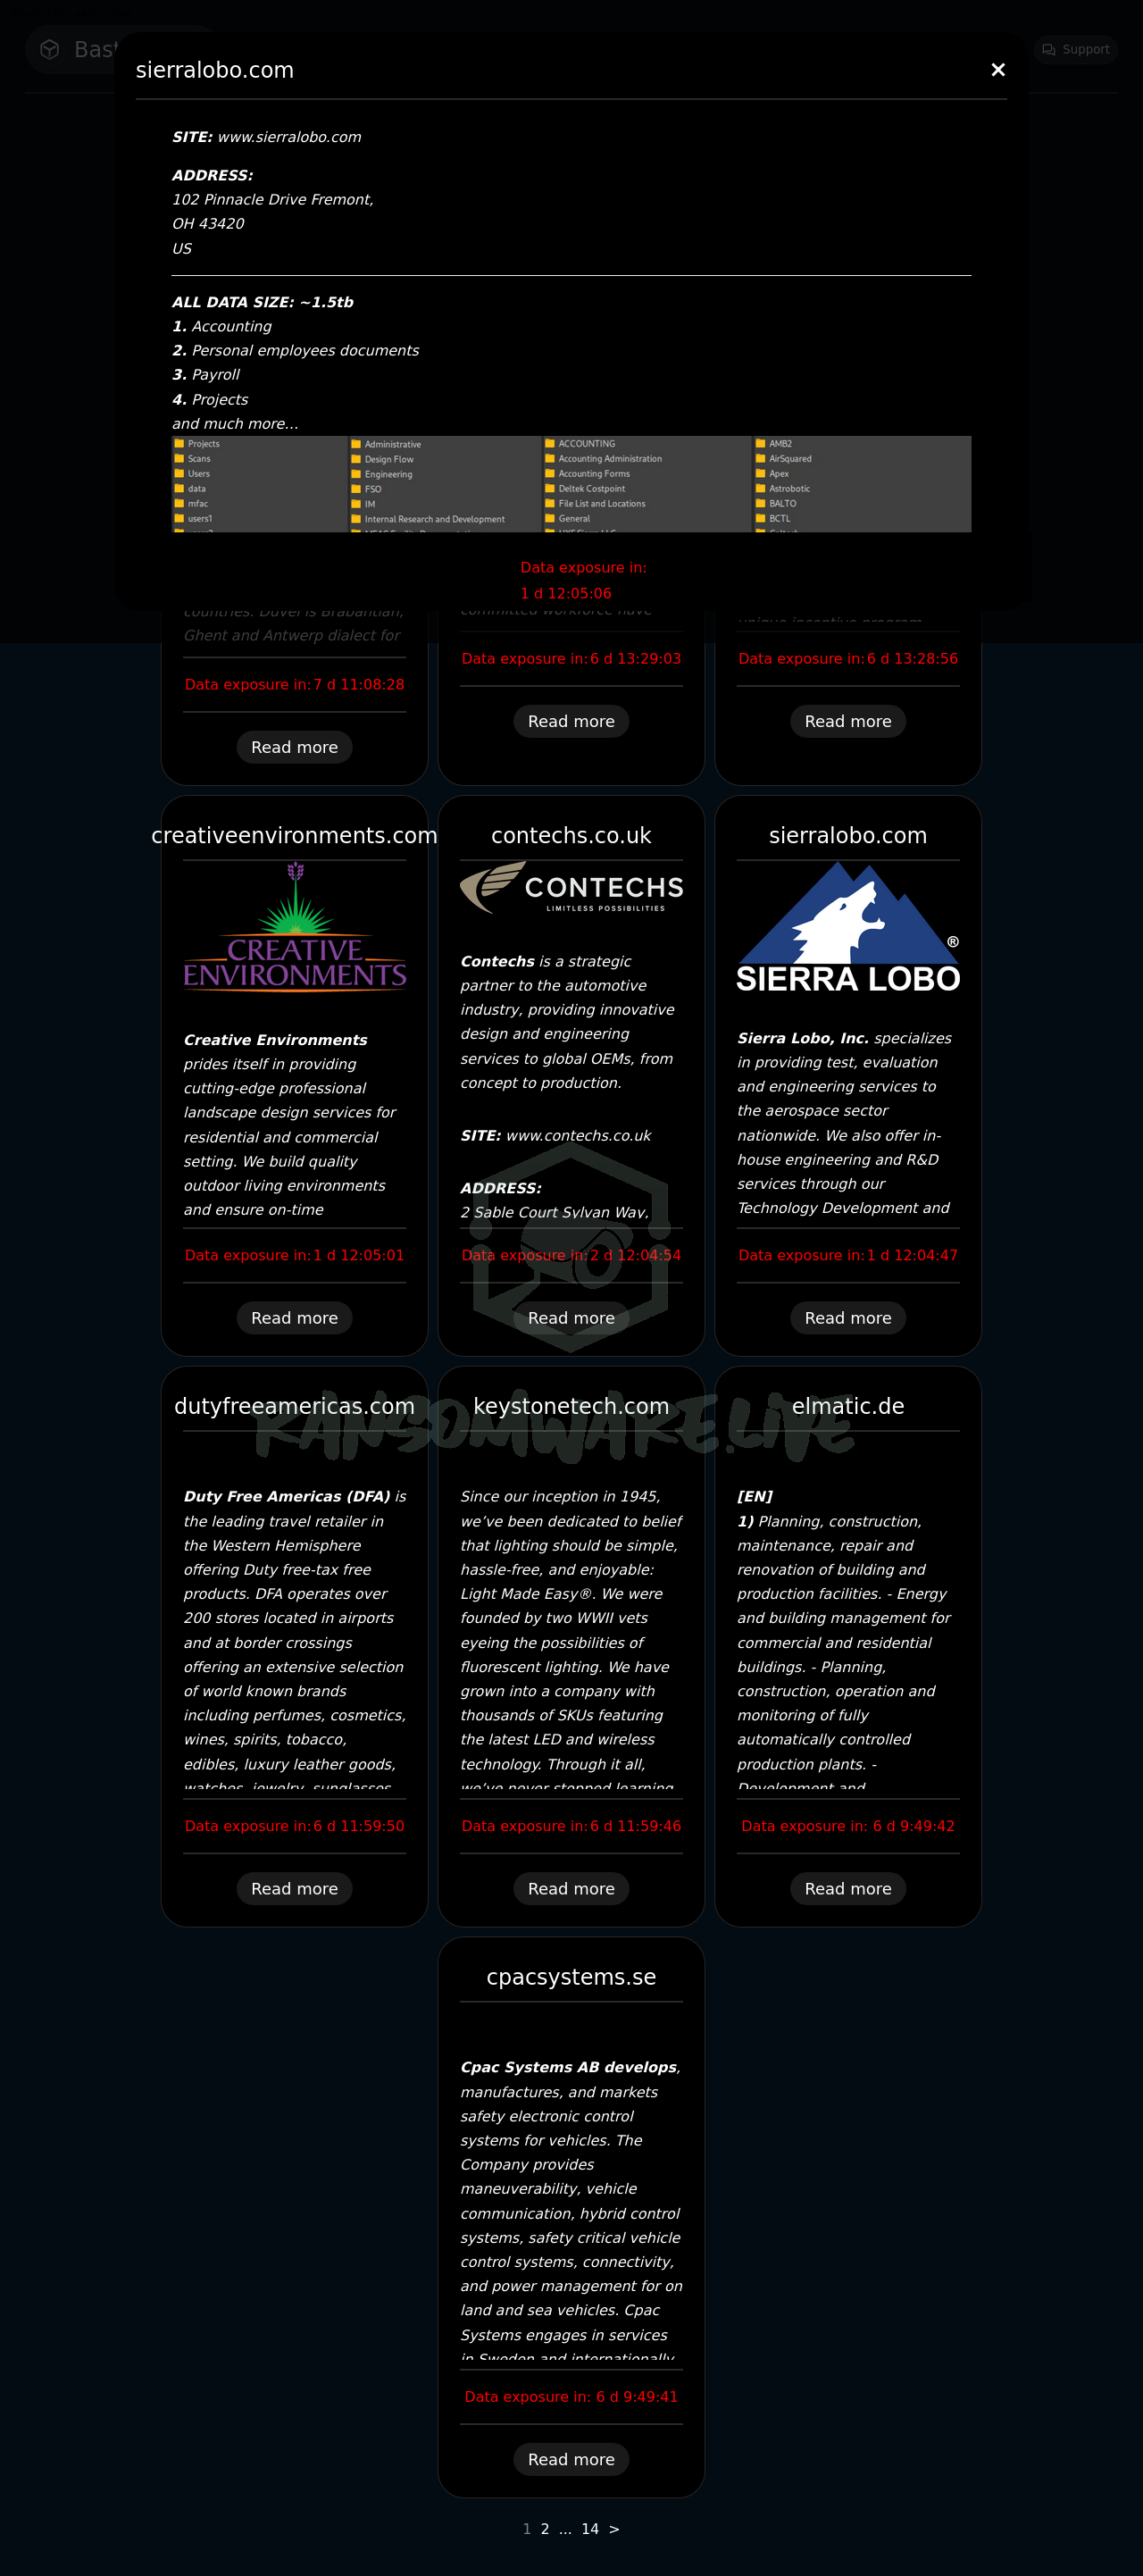 Bast
Support
sierralobo.com
×
SITE: www.sierralobo.com
ADDRESS:
102 Pinnacle Drive Fremont,
OH 43420
US
ALL DATA SIZE: ~1.5tb
1. Accounting
2. Personal employees documents
3. Payroll
4. Projects
and much more…
Projects
Scans
Users
data
mfac
users1
Administrative
Design Flow
Engineering
FSO
IM
Internal Research and Development
ACCOUNTING
Accounting Administration
Accounting Forms
Deltek Costpoint
File List and Locations
General
AMB2
AirSquared
Apex
Astrobotic
BALTO
BCTL
Data exposure in:
1 d 12:05:06
countries. Duvel is Brabantian,
Ghent and Antwerp dialect for
Data exposure in: 7 d 11:08:28
Read more
committed workforce have
Data exposure in: 6 d 13:29:03
Read more
unique incentive program
Data exposure in: 6 d 13:28:56
Read more
creativeenvironments.com
CREATIVE
ENVIRONMENTS
Creative Environments
prides itself in providing
cutting-edge professional
landscape design services for
residential and commercial
setting. We build quality
outdoor living environments
and ensure on-time
Data exposure in: 1 d 12:05:01
Read more
contechs.co.uk
CONTECHS
LIMITLESS POSSIBILITIES
Contechs is a strategic
partner to the automotive
industry, providing innovative
design and engineering
services to global OEMs, from
concept to production.
SITE: www.contechs.co.uk
ADDRESS:
2 Sable Court Sylvan Way,
Data exposure in: 2 d 12:04:54
Read more
sierralobo.com
SIERRA LOBO®
Sierra Lobo, Inc. specializes
in providing test, evaluation
and engineering services to
the aerospace sector
nationwide. We also offer in-
house engineering and R&D
services through our
Technology Development and
Data exposure in: 1 d 12:04:47
Read more
RANSOMWARE.LIVE
dutyfreeamericas.com
Duty Free Americas (DFA) is
the leading travel retailer in
the Western Hemisphere
offering Duty free-tax free
products. DFA operates over
200 stores located in airports
and at border crossings
offering an extensive selection
of world known brands
including perfumes, cosmetics,
wines, spirits, tobacco,
edibles, luxury leather goods,
watches, jewelry, sunglasses
Data exposure in: 6 d 11:59:50
Read more
keystonetech.com
Since our inception in 1945,
we’ve been dedicated to belief
that lighting should be simple,
hassle-free, and enjoyable:
Light Made Easy®. We were
founded by two WWII vets
eyeing the possibilities of
fluorescent lighting. We have
grown into a company with
thousands of SKUs featuring
the latest LED and wireless
technology. Through it all,
we’ve never stopped learning
Data exposure in: 6 d 11:59:46
Read more
elmatic.de
[EN]
1) Planning, construction,
maintenance, repair and
renovation of building and
production facilities. - Energy
and building management for
commercial and residential
buildings. - Planning,
construction, operation and
monitoring of fully
automatically controlled
production plants. -
Development and
Data exposure in: 6 d 9:49:42
Read more
cpacsystems.se
Cpac Systems AB develops,
manufactures, and markets
safety electronic control
systems for vehicles. The
Company provides
maneuverability, vehicle
communication, hybrid control
systems, safety critical vehicle
control systems, connectivity,
and power management for on
land and sea vehicles. Cpac
Systems engages in services
in Sweden and internationally
Data exposure in: 6 d 9:49:41
Read more
1 2 ... 14 >